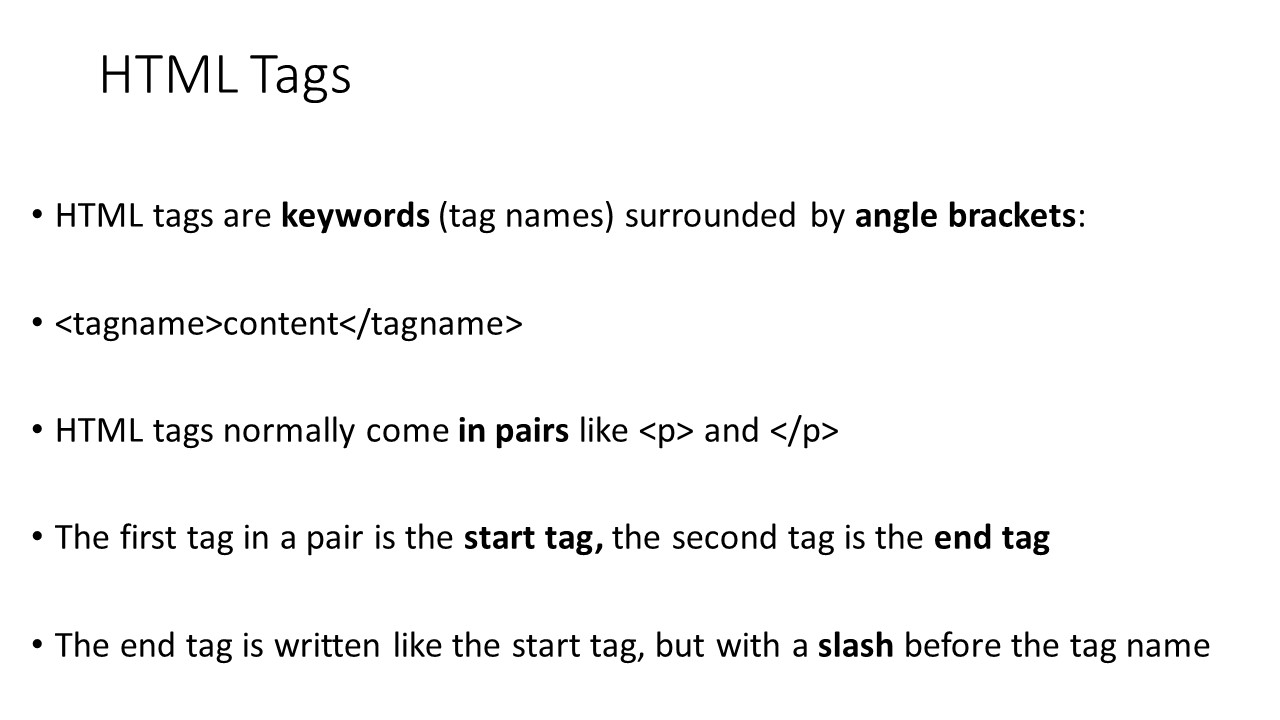 HTML Tags
• HTML tags are keywords (tag names) surrounded by angle brackets:
• <tagname>content</tagname>
• HTML tags normally come in pairs like <p> and </p>
• The first tag in a pair is the start tag, the second tag is the end tag
• The end tag is written like the start tag, but with a slash before the tag name